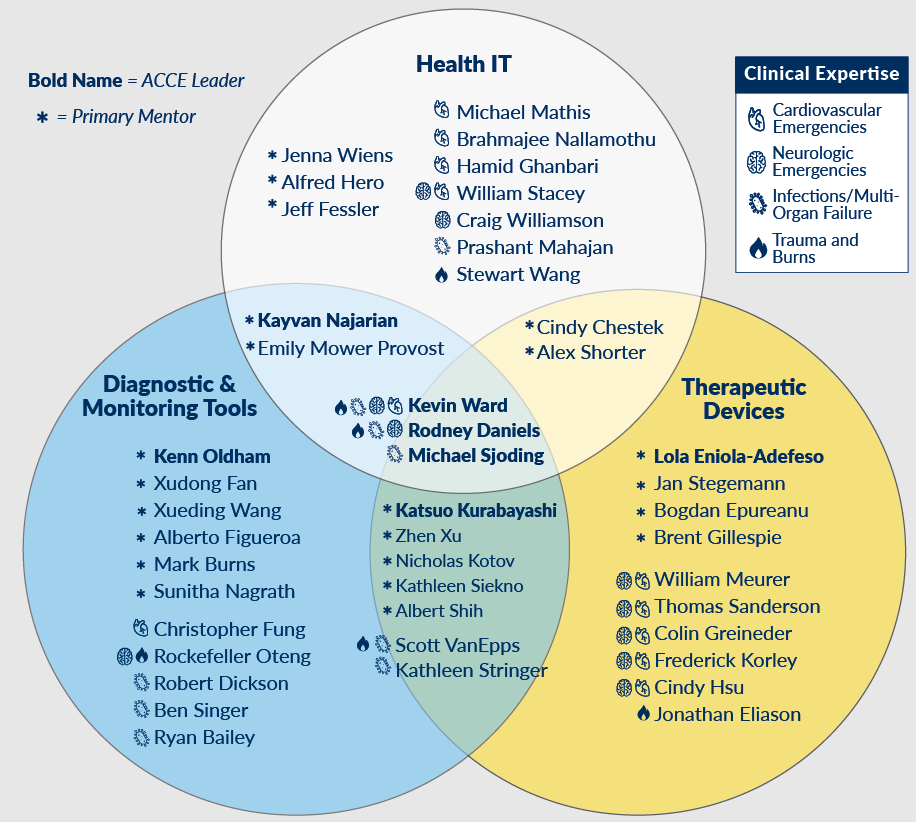 Bold Name = ACCE Leader
* = Primary Mentor
Health IT
Michael Mathis
Brahmajee Nallamothu
Hamid Ghanbari
William Stacey
Craig Williamson
Prashant Mahajan
Stewart Wang
* Jenna Wiens
* Alfred Hero
* Jeff Fessler
Clinical Expertise
Cardiovascular
Emergencies
Neurologic
Emergencies
Infections/Multi-
Organ Failure
Trauma and
Burns
* Kayvan Najarian
* Emily Mower Provost
* Cindy Chestek
* Alex Shorter
Kevin Ward
Rodney Daniels
Michael Sjoding
Diagnostic &
Monitoring Tools
* Kenn Oldham
* Xudong Fan
* Xueding Wang
* Alberto Figueroa
* Mark Burns
* Sunitha Nagrath
Christopher Fung
Rockefeller Oteng
Robert Dickson
Ben Singer
Ryan Bailey
* Katsuo Kurabayashi
* Zhen Xu
* Nicholas Kotov
* Kathleen Siekno
* Albert Shih
Scott VanEpps
Kathleen Stringer
Therapeutic
Devices
* Lola Eniola-Adefeso
* Jan Stegemann
* Bogdan Epureanu
* Brent Gillespie
William Meurer
Thomas Sanderson
Colin Greineder
Frederick Korley
Cindy Hsu
Jonathan Eliason